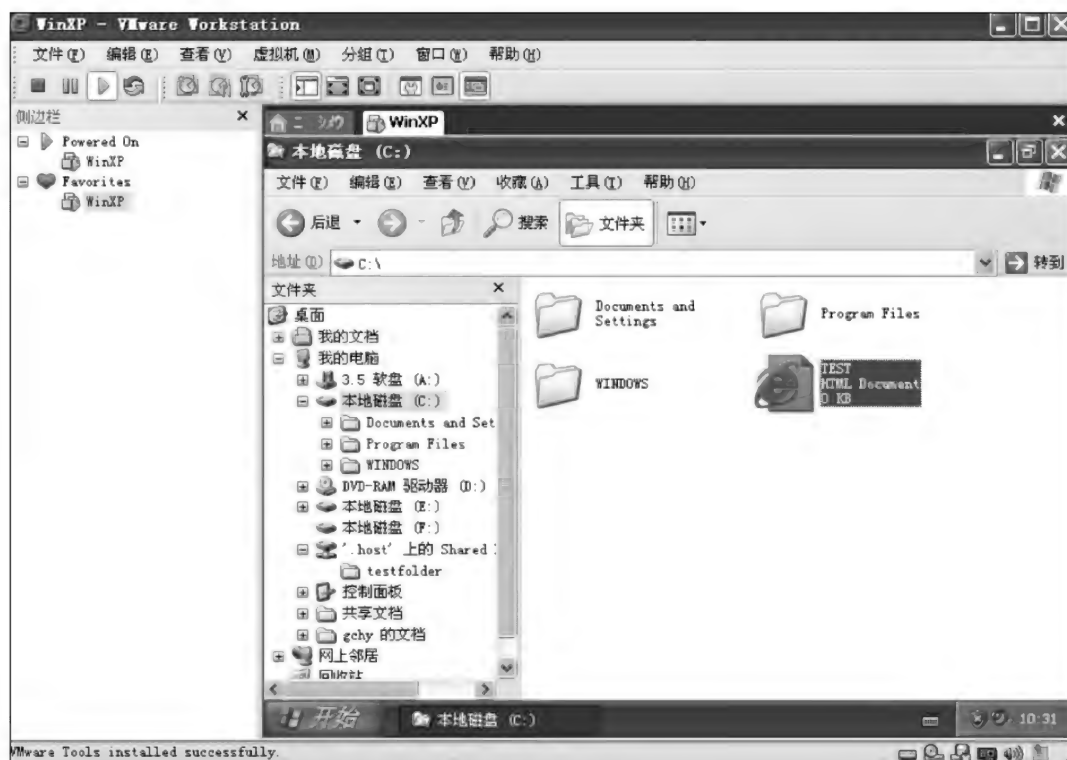 WinXP - VMware Workstation
文件(F) 编辑(E) 查看(V) 虚拟机(M) 分组(T) 窗口(W) 帮助(H)
侧边栏
Powered On
WinXP
Favorites
WinXP
WinXP
本地磁盘 (C:)
文件(F) 编辑(E) 查看(V) 收藏(A) 工具(T) 帮助(H)
后退 搜索 文件夹
地址(D) C:\ 转到
文件夹
桌面
我的文档
我的电脑
3.5 软盘 (A:)
本地磁盘 (C:)
Documents and Set
Program Files
WINDOWS
DVD-RAM 驱动器 (D:)
本地磁盘 (E:)
本地磁盘 (F:)
'.host' 上的 Shared
testfolder
控制面板
共享文档
gchy 的文档
网上邻居
回收站
Documents and
Settings
Program Files
WINDOWS
TEST
HTML Document
0 KB
开始 本地磁盘 (C:) 10:31
VMware Tools installed successfully.